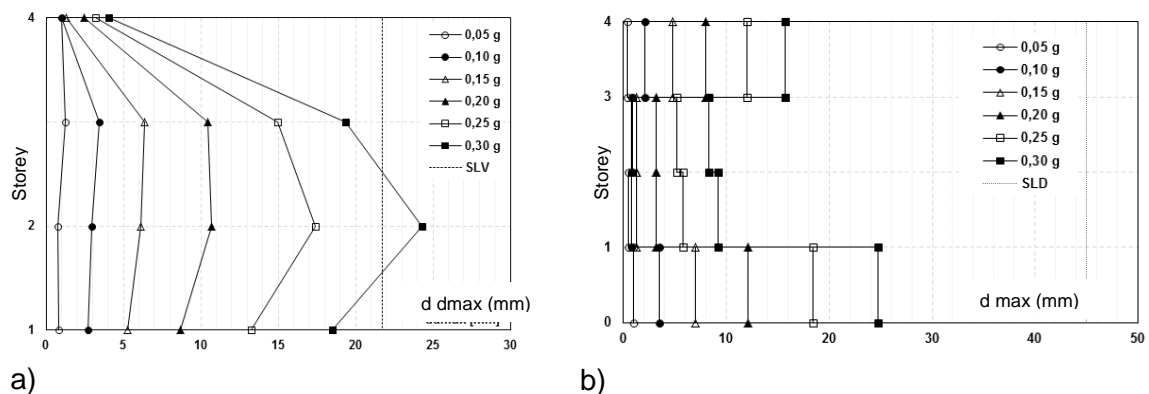 4
2
1
Storey
0,05 g
0,10 g
0,15 g
0,20 g
0,25 g
0,30 g
SLV
d dmax (mm)
0 5 10 15 20 25 30
a)
4
3
2
1
0
Storey
0,05 g
0,10 g
0,15 g
0,20 g
0,25 g
0,30 g
SLD
d max (mm)
0 10 20 30 40 50
b)